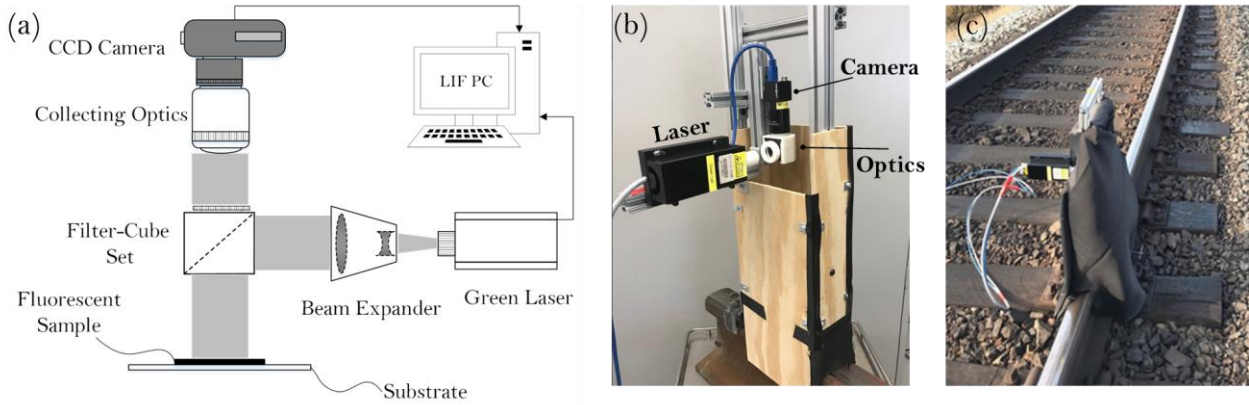 (a)
CCD Camera
Collecting Optics
LIF PC
Filter-Cube
Set
Beam Expander
Green Laser
Fluorescent
Sample
Substrate
(b)
Camera
Laser
Optics
(c)